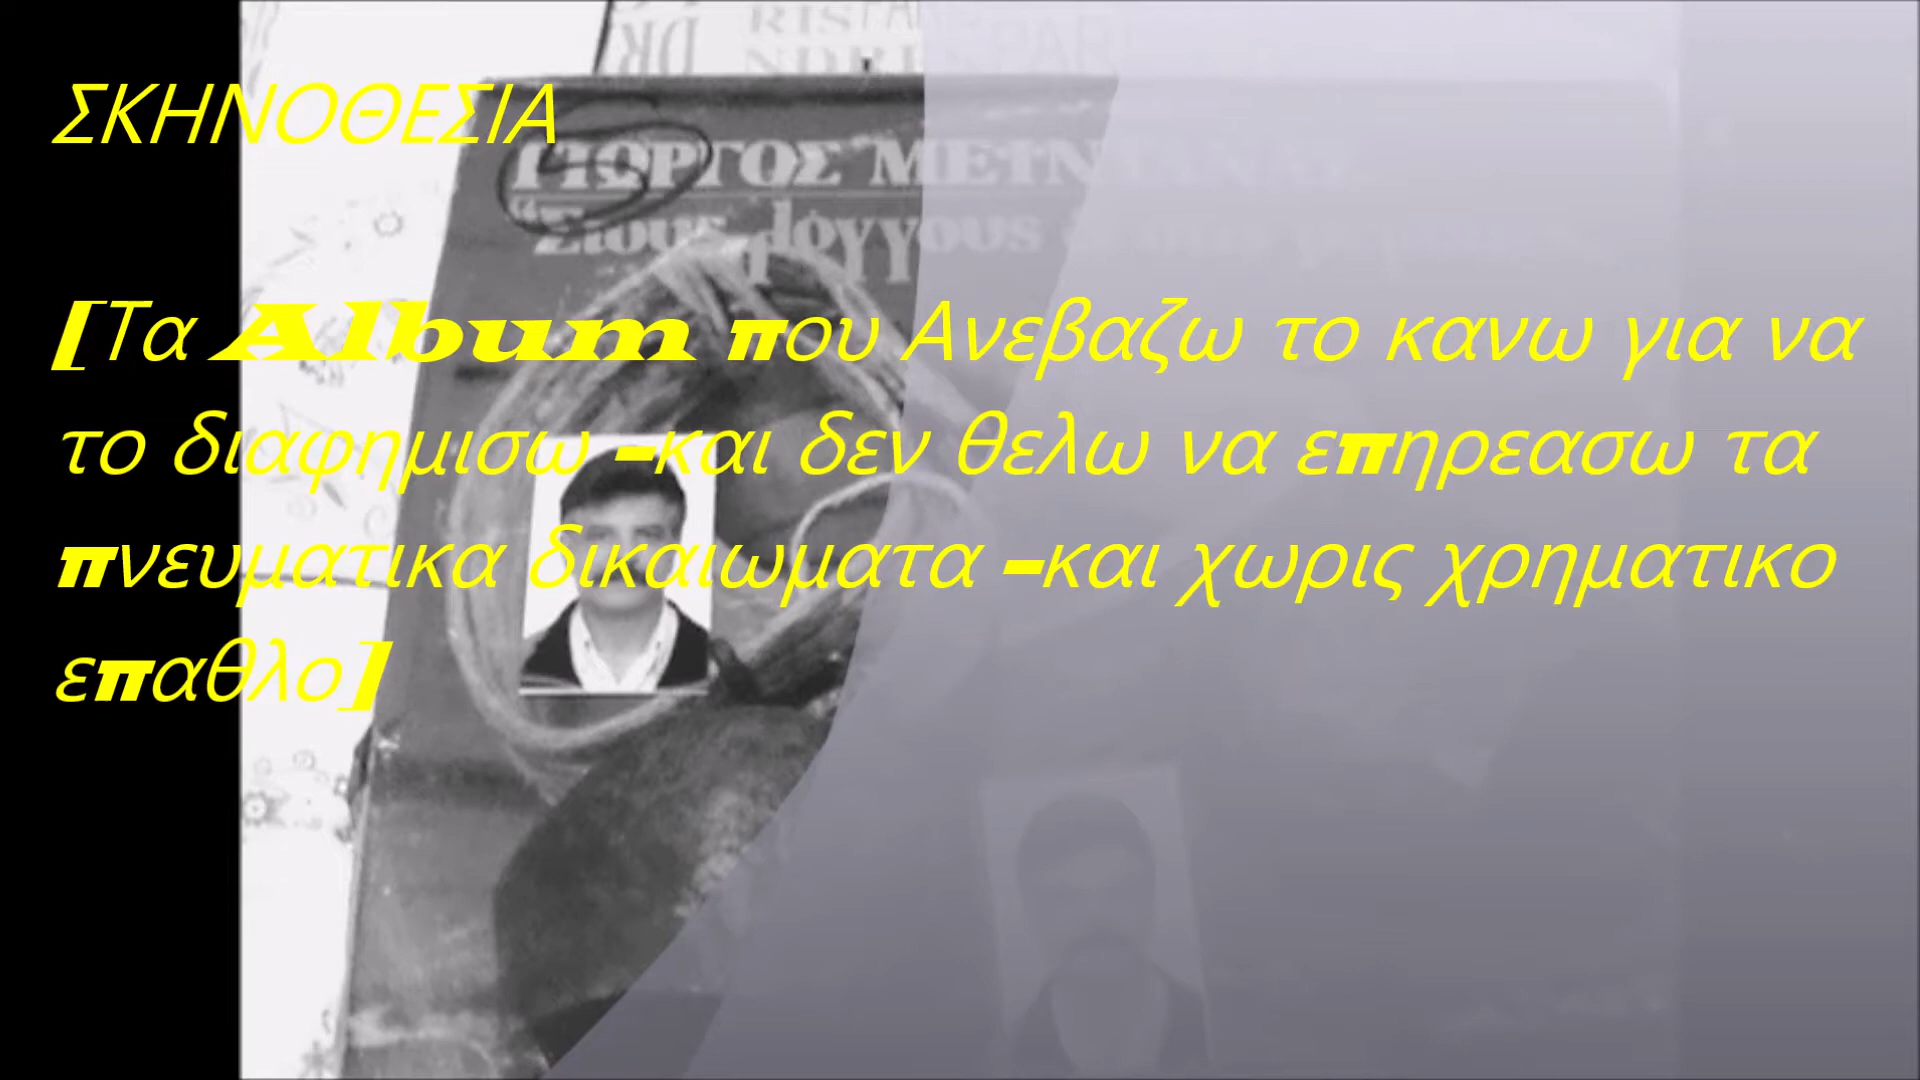 ΣΚΗΝΟΘΕΣΙΑ
ΓΙΩΡΓΟΣ
[Τα Album που Ανεβαζω το κανω για να
το διαφημισω –και δεν θελω να επηρεασω τα
πνευματικα δικαιωματα –και χωρις χρηματικο
επαθλο]